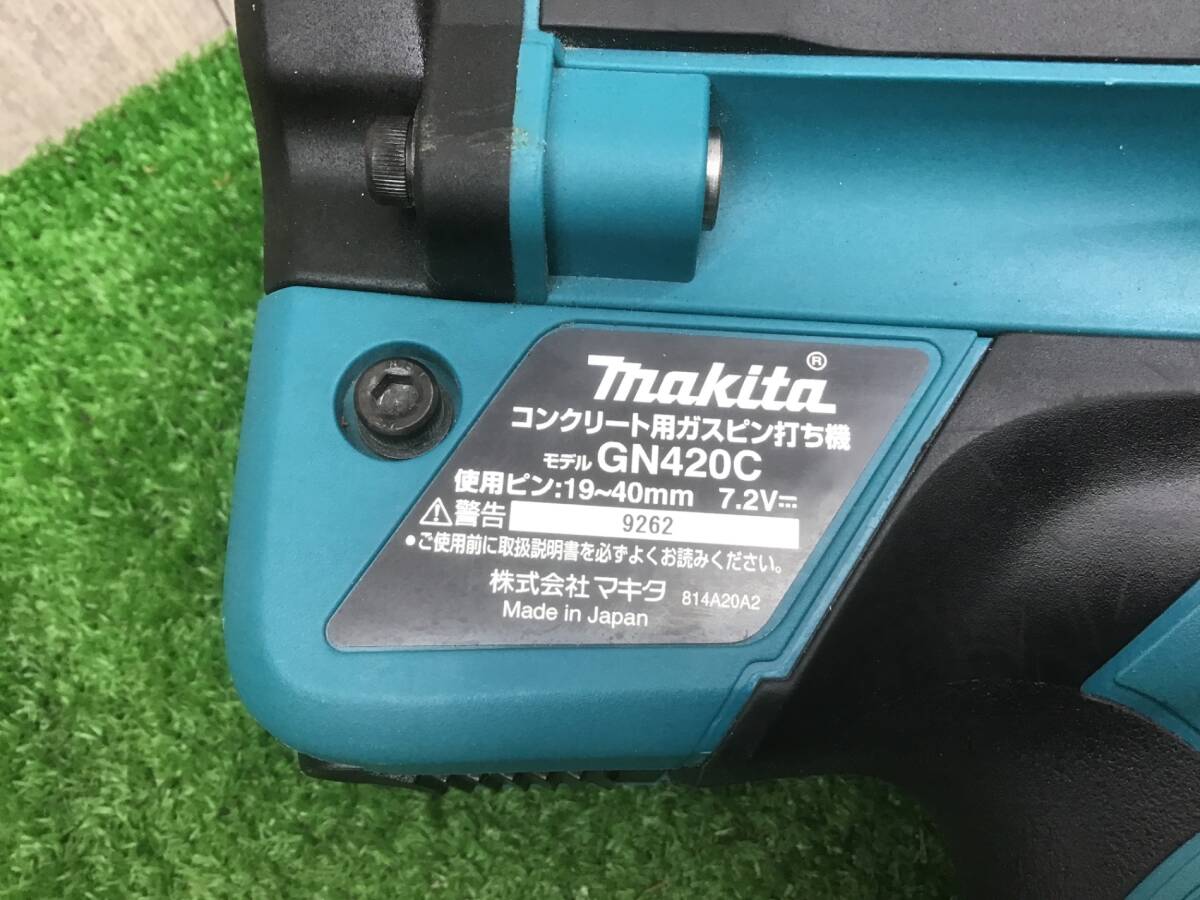 makita®
コンクリート用ガスピン打ち機
モデル GN420C
使用ピン:19~40mm 7.2V⎓
⚠警告 9262
●ご使用前に取扱説明書を必ずよくお読みください。
株式会社マキタ 814A20A2
Made in Japan